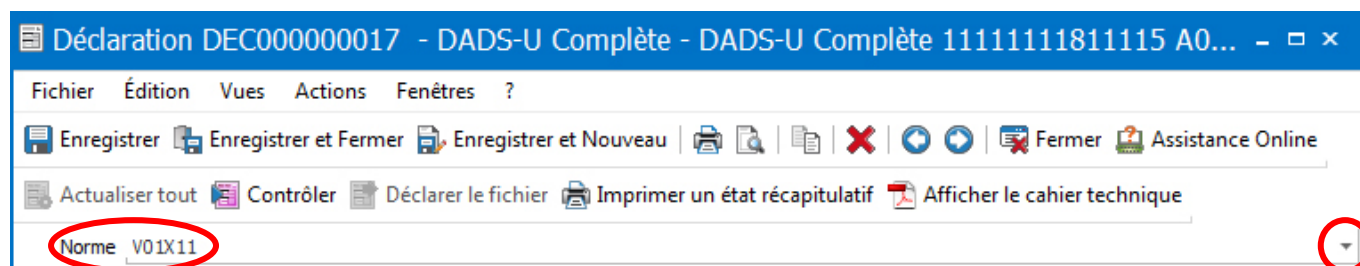 Déclaration DEC000000017 - DADS-U Complète - DADS-U Complète 11111111811115 A0...
Fichier Édition Vues Actions Fenêtres ?
Enregistrer Enregistrer et Fermer Enregistrer et Nouveau Fermer Assistance Online
Actualiser tout Contrôler Déclarer le fichier Imprimer un état récapitulatif Afficher le cahier technique
Norme V01X11